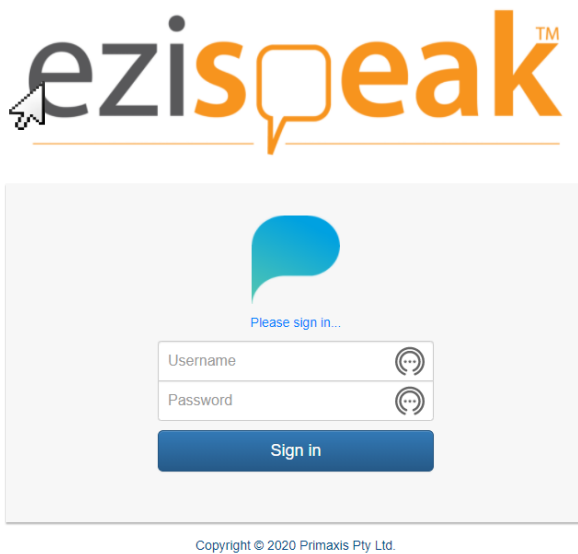 ezispeak™
Please sign in...
Username
Password
Sign in
Copyright © 2020 Primaxis Pty Ltd.